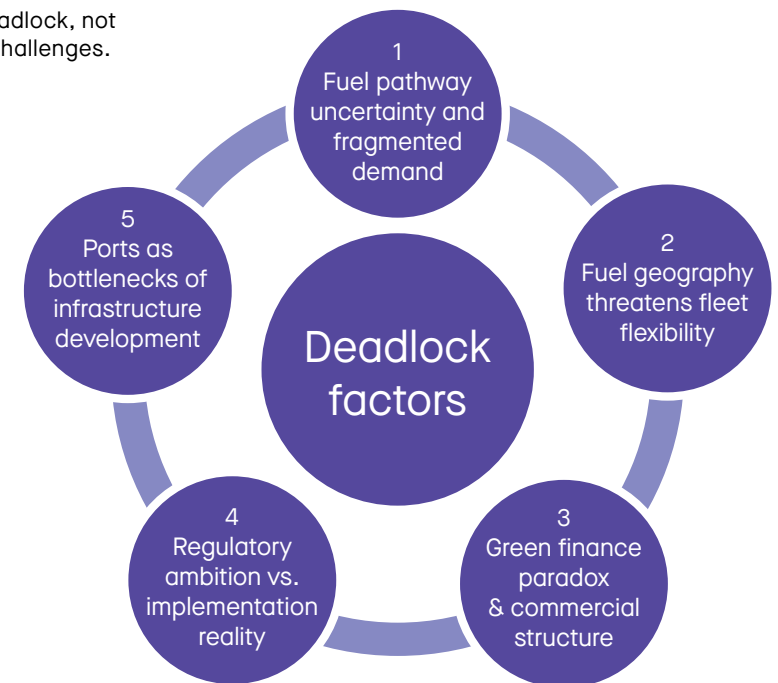 adlock, not
hallenges.
1
Fuel pathway
uncertainty and
fragmented
demand
2
Fuel geography
threatens fleet
flexibility
3
Green finance
paradox
& commercial
structure
4
Regulatory
ambition vs.
implementation
reality
5
Ports as
bottlenecks of
infrastructure
development
Deadlock
factors